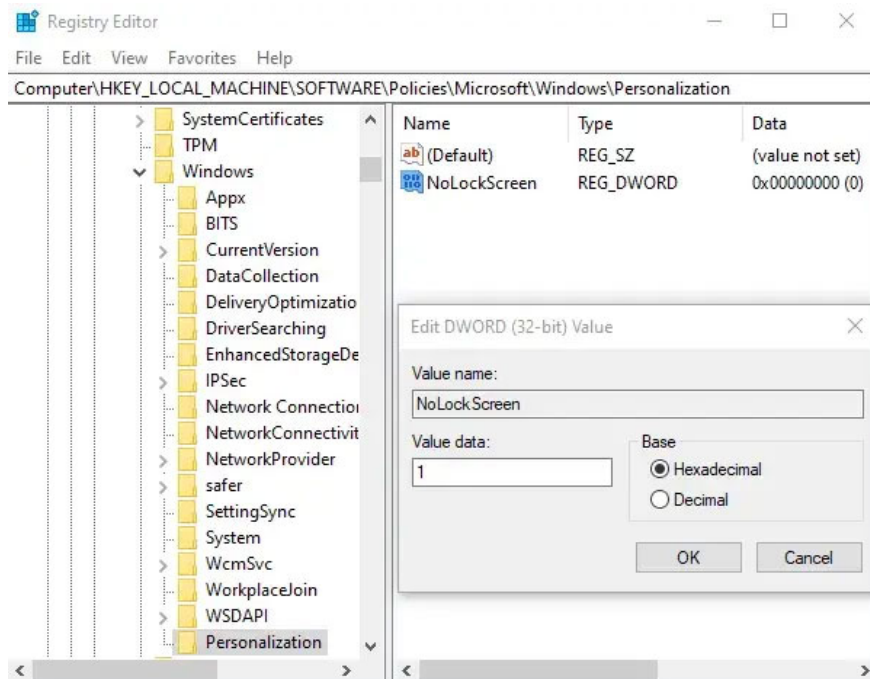 Registry Editor
File Edit View Favorites Help
Computer\HKEY_LOCAL_MACHINE\SOFTWARE\Policies\Microsoft\Windows\Personalization
SystemCertificates
TPM
Windows
Appx
BITS
CurrentVersion
DataCollection
DeliveryOptimizatio
DriverSearching
EnhancedStorageDe
IPSec
Network Connection
NetworkConnectivit
NetworkProvider
safer
SettingSync
System
WcmSvc
WorkplaceJoin
WSDAPI
Personalization
Name Type Data
ab (Default) REG_SZ (value not set)
NoLockScreen REG_DWORD 0x00000000 (0)
Edit DWORD (32-bit) Value
Value name:
NoLockScreen
Value data: Base
1 Hexadecimal
Decimal
OK Cancel